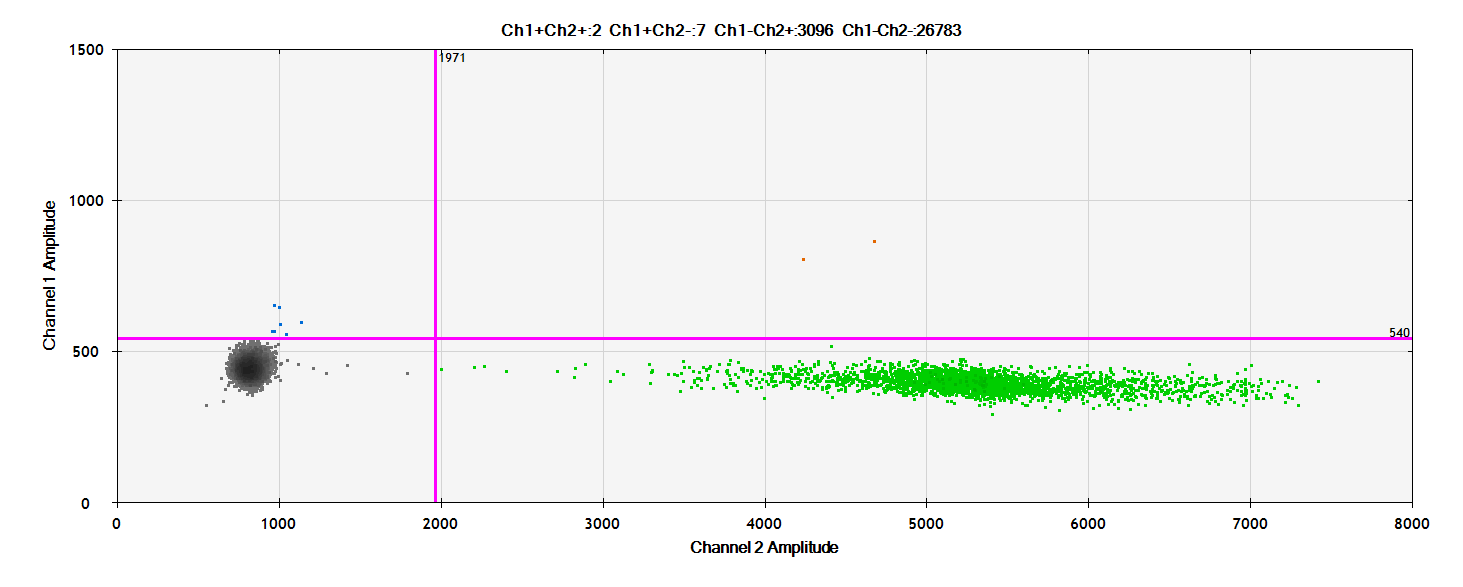 Ch1+Ch2+:2 Ch1+Ch2-:7 Ch1-Ch2+:3096 Ch1-Ch2-:26783
1500
1971
1000
Channel 1 Amplitude
540
500
0
0 1000 2000 3000 4000 5000 6000 7000 8000
Channel 2 Amplitude